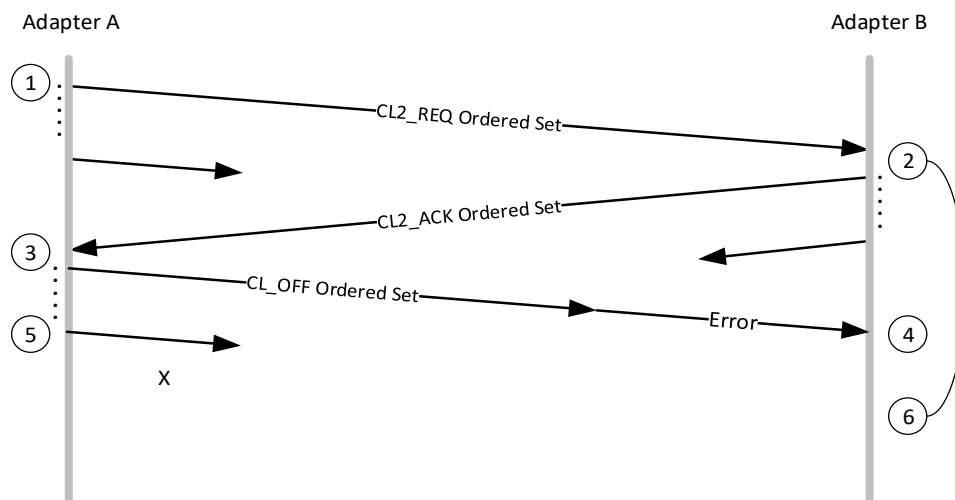 Adapter A
Adapter B
1
CL2_REQ Ordered Set
2
CL2_ACK Ordered Set
3
CL_OFF Ordered Set
Error
4
5
X
6